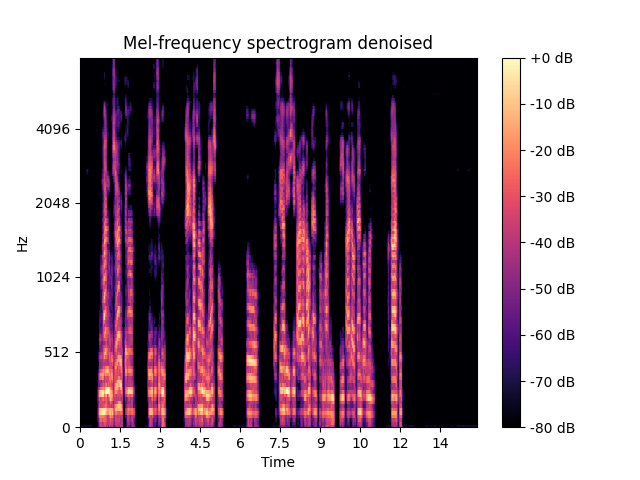 Mel-frequency spectrogram denoised
Hz
4096
2048
1024
512
0
0 1.5 3 4.5 6 7.5 9 10 12 14
Time
+0 dB
-10 dB
-20 dB
-30 dB
-40 dB
-50 dB
-60 dB
-70 dB
-80 dB